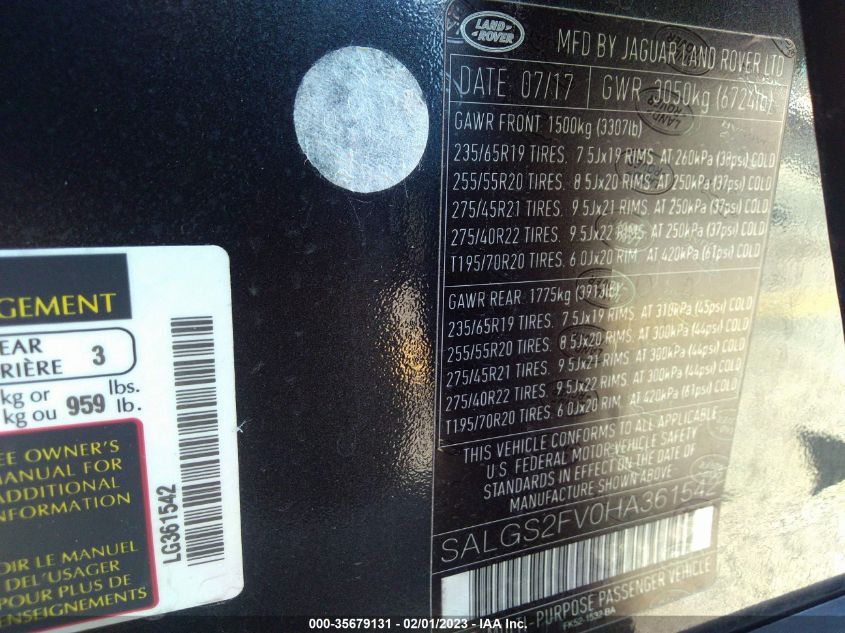 GEMENT
EAR
RIÈRE 3
kg or lbs.
kg ou 959 lb.
EE OWNER'S
MANUAL FOR
ADDITIONAL
NFORMATION
OIR LE MANUEL
DEL'USAGER
POUR PLUS DE
ENSEIGNEMENTS
LG361542
LAND
ROVER
MFD BY JAGUAR LAND ROVER LTD
DATE: 07/17 GWR 3050kg (6724lb)
GAWR FRONT 1500kg (3307lb)
235/65R19 TIRES. 7.5Jx19 RIMS. AT 260kPa (38psi) COLD
255/55R20 TIRES. 8.5Jx20 RIMS. AT 250kPa (37psi) COLD
275/45R21 TIRES. 9.5Jx21 RIMS. AT 250kPa (37psi) COLD
275/40R22 TIRES. 9.5Jx22 RIMS. AT 250kPa (37psi) COLD
T195/70R20 TIRES. 6.0Jx20 RIM. AT 420kPa (61psi) COLD
GAWR REAR 1775kg (3913lb)
235/65R19 TIRES. 7.5Jx19 RIMS. AT 310kPa (45psi) COLD
255/55R20 TIRES. 8.5Jx20 RIMS. AT 300kPa (44psi) COLD
275/45R21 TIRES. 9.5Jx21 RIMS. AT 300kPa (44psi) COLD
275/40R22 TIRES. 9.5Jx22 RIMS. AT 300kPa (44psi) COLD
T195/70R20 TIRES. 6.0Jx20 RIM. AT 420kPa (61psi) COLD
THIS VEHICLE CONFORMS TO ALL APPLICABLE
U.S. FEDERAL MOTOR VEHICLE SAFETY
STANDARDS IN EFFECT ON THE DATE OF
MANUFACTURE SHOWN ABOVE
SALGS2FV0HA361542
MULTI-PURPOSE PASSENGER VEHICLE
FK52-1532-BA
000-35679131 - 02/01/2023 - IAA Inc.